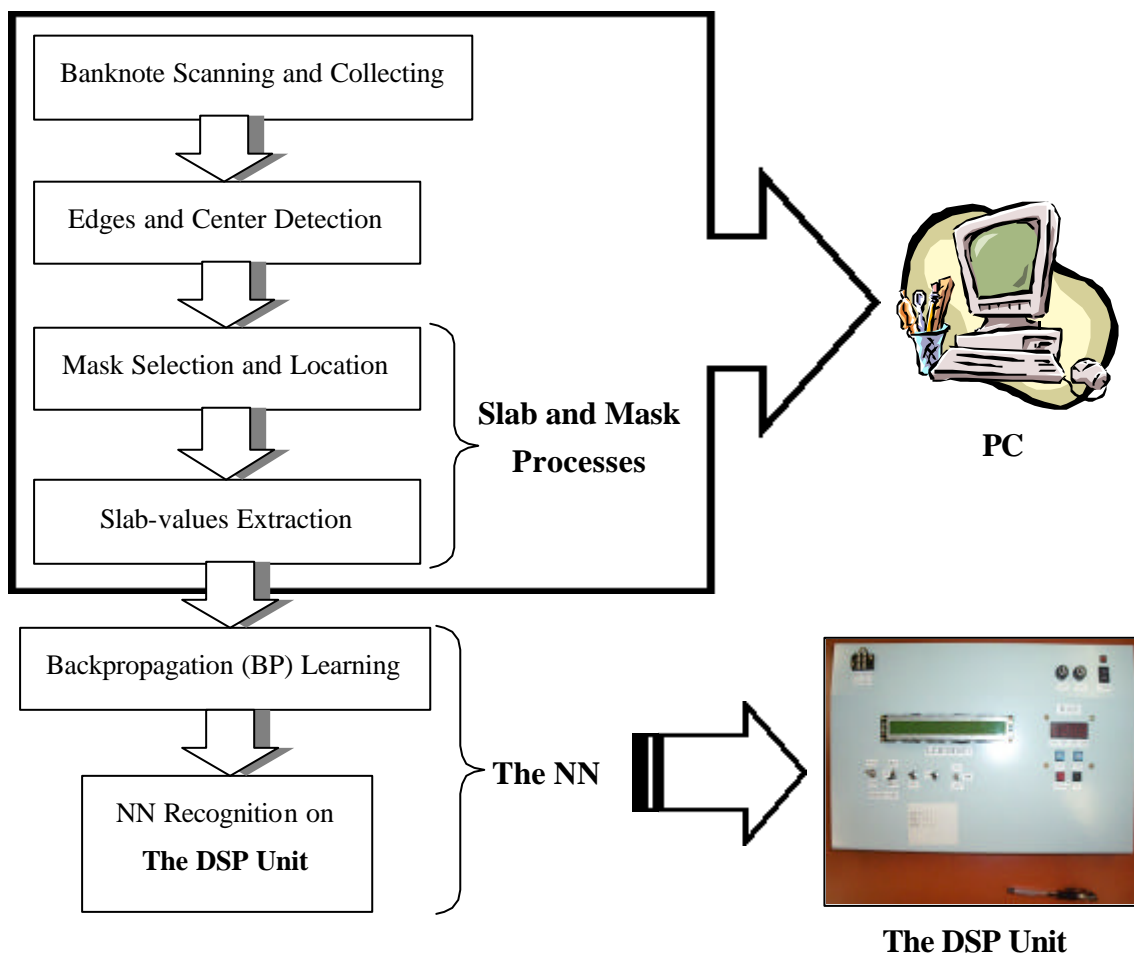 Banknote Scanning and Collecting
Edges and Center Detection
Mask Selection and Location
Slab-values Extraction
Slab and Mask
Processes
PC
Backpropagation (BP) Learning
NN Recognition on
The DSP Unit
The NN
The DSP Unit